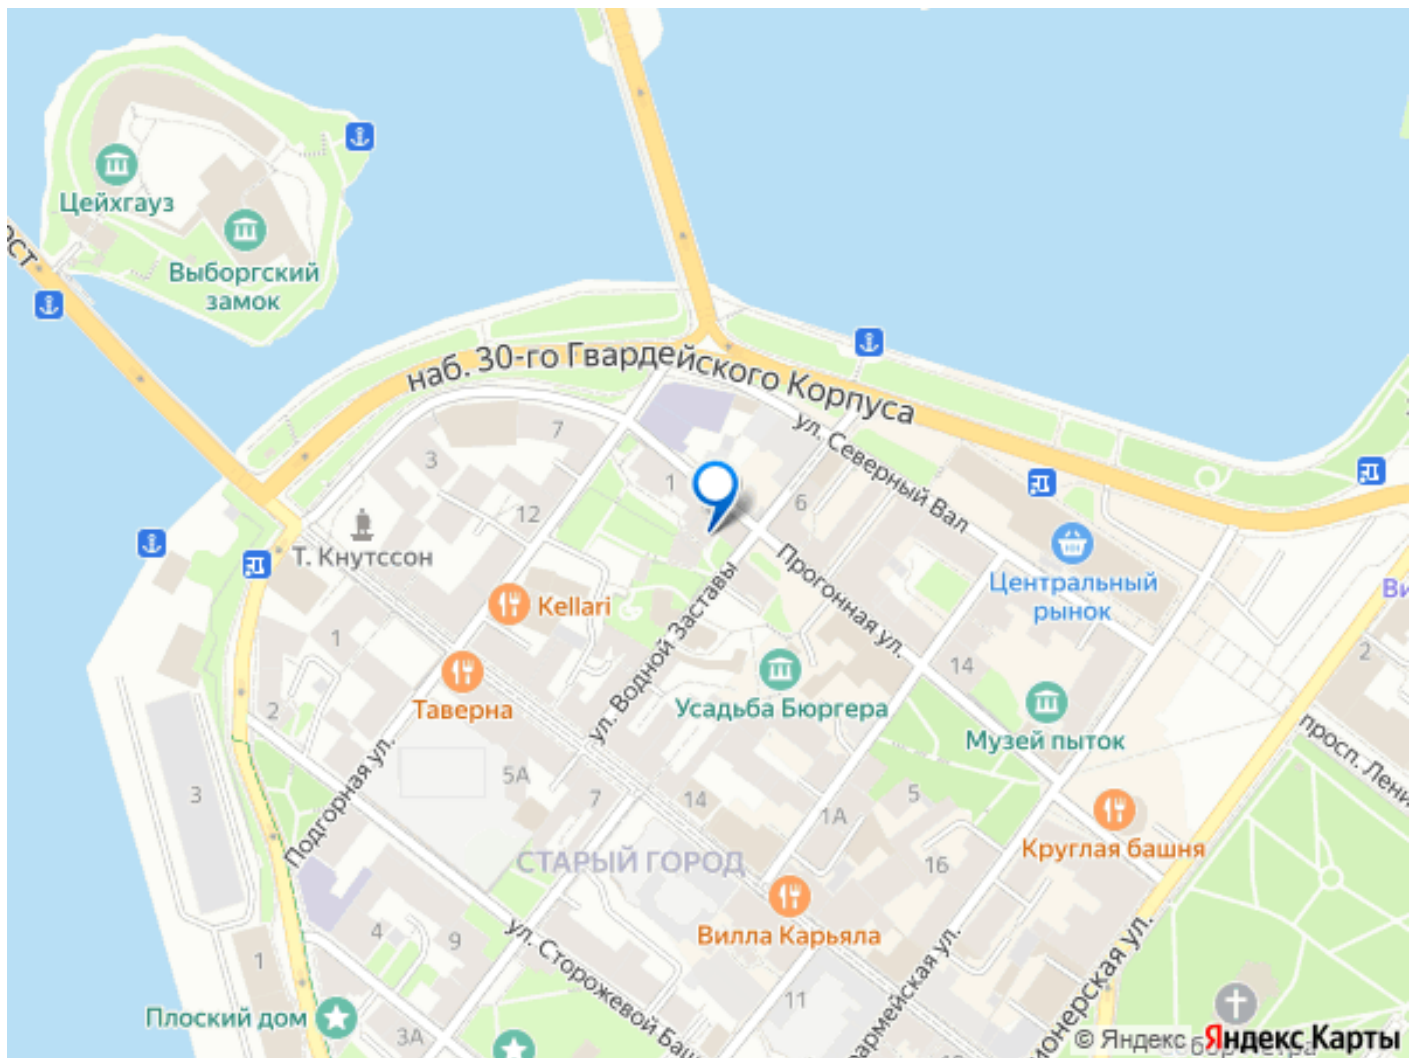 Цейхгауз
Выборгский
замок
наб. 30-го Гвардейского Корпуса
ул. Северный Вал
7
3
1
6
12
Т. Кнутссон
Центральный
рынок
Kellari
Прогонная ул.
ул. Водной Заставы
1
14
2
Таверна
Усадьба Бюргера
2
Музей пыток
просп. Лени
Подгорная ул.
5А
3
7
14
5
1А
Круглая башня
СТАРЫЙ ГОРОД
16
Вилла Карьяла
4
9
ул. Сторожевой Баш
1
11
Плоский дом
3А
© Яндекс Яндекс Карты